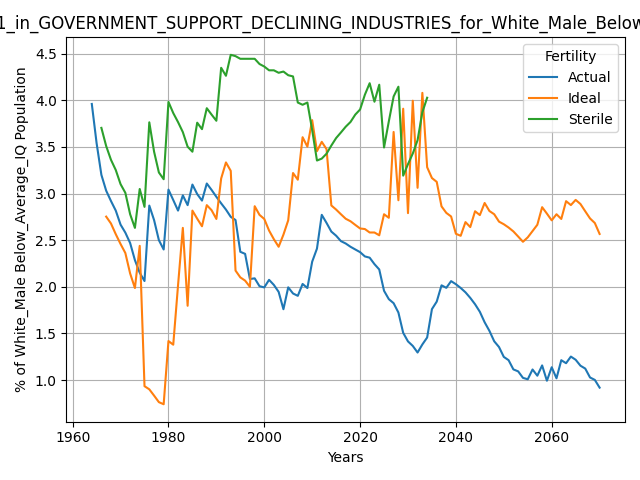 1_in_GOVERNMENT_SUPPORT_DECLINING_INDUSTRIES_for_White_Male_Below
4.5
4.0
3.5
3.0
2.5
2.0
1.5
1.0
% of White_Male Below_Average_IQ Population
Fertility
Actual
Ideal
Sterile
1960
1980
2000
2020
2040
2060
Years